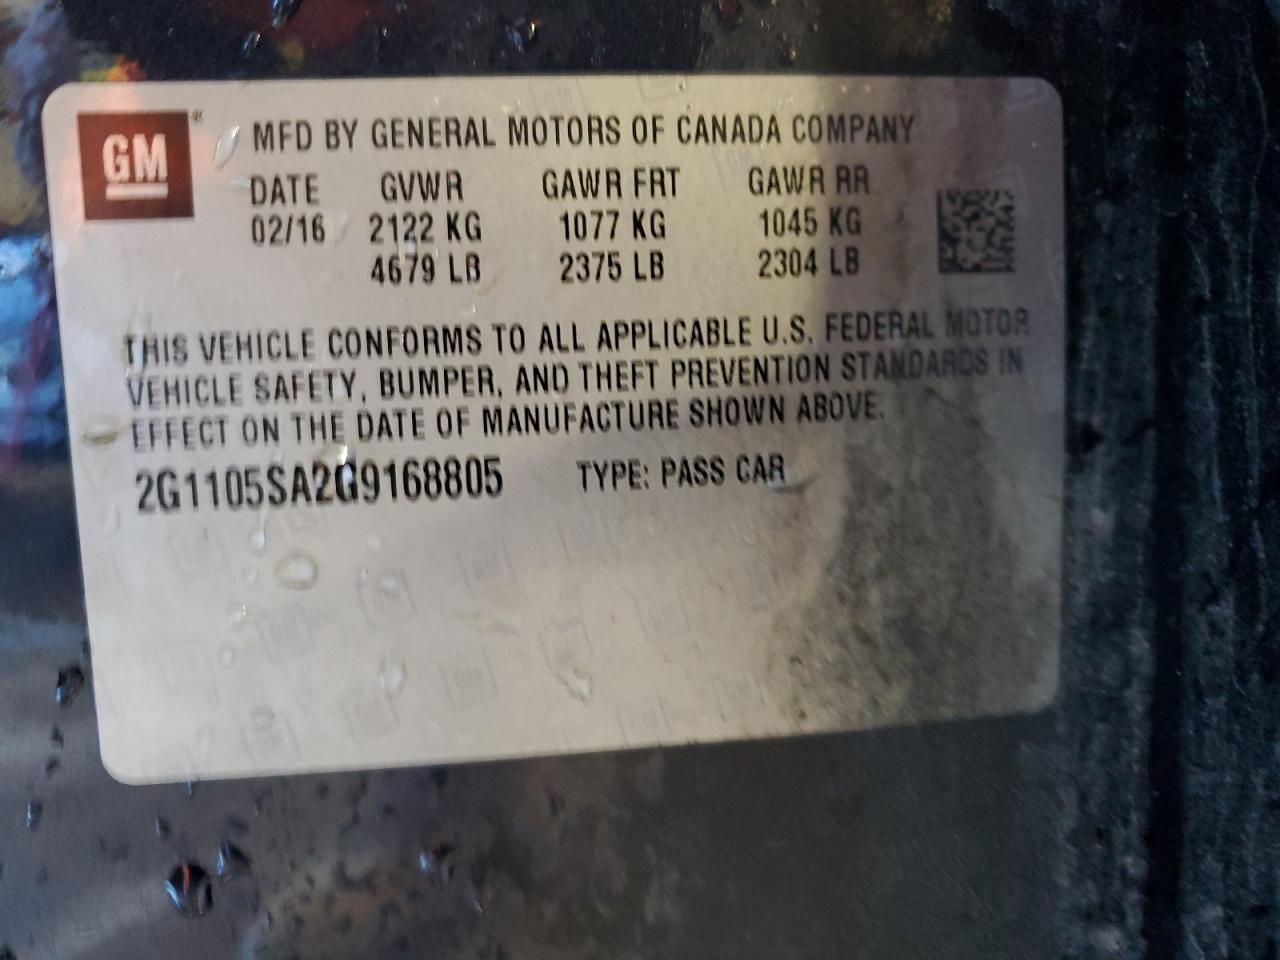 GM® MFD BY GENERAL MOTORS OF CANADA COMPANY
DATE GVWR GAWR FRT GAWR RR
02/16 2122 KG 1077 KG 1045 KG
4679 LB 2375 LB 2304 LB
THIS VEHICLE CONFORMS TO ALL APPLICABLE U.S. FEDERAL MOTOR
VEHICLE SAFETY, BUMPER, AND THEFT PREVENTION STANDARDS IN
EFFECT ON THE DATE OF MANUFACTURE SHOWN ABOVE.
2G1105SA2G9168805 TYPE: PASS CAR